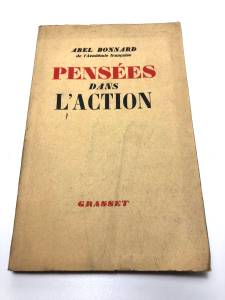 ABEL BONNARD
de l'Académie française
PENSÉES
DANS
L'ACTION
GRASSET